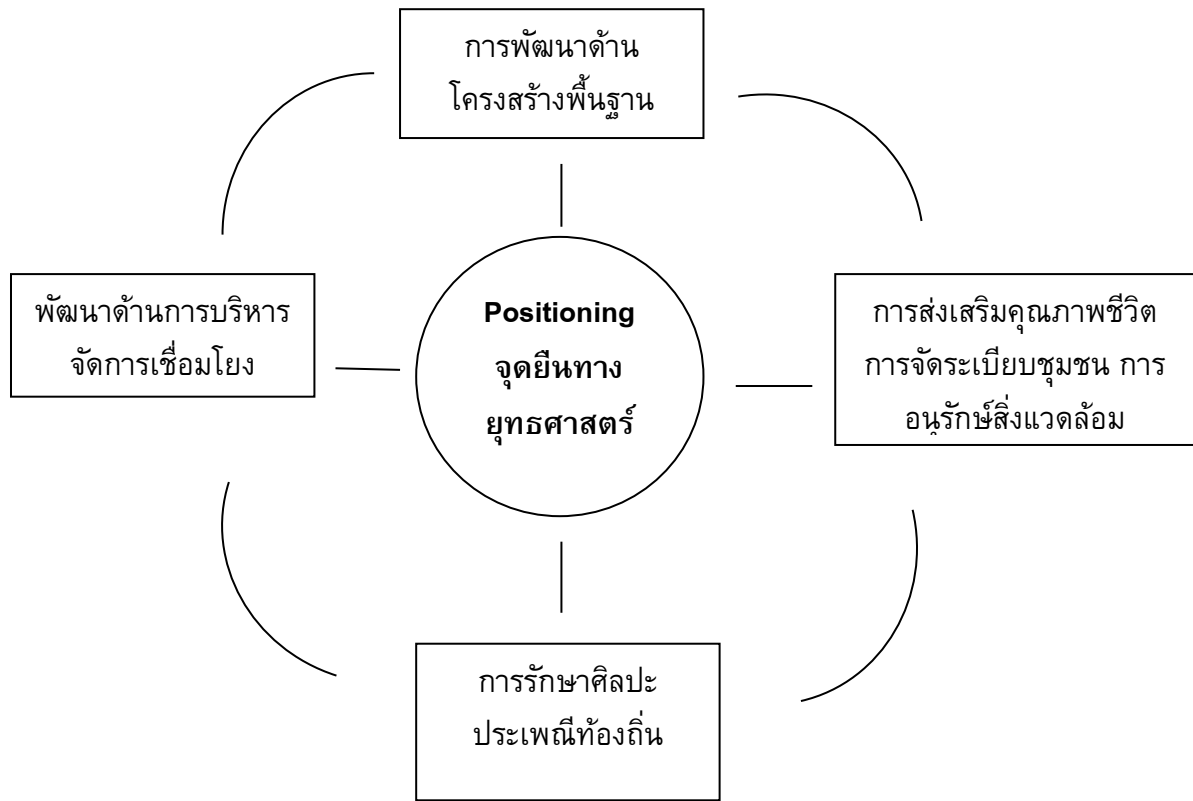 การพัฒนาด้าน
โครงสร้างพื้นฐาน
พัฒนาด้านการบริหาร
จัดการเชื่อมโยง
Positioning
จุดยืนทาง
ยุทธศาสตร์
การส่งเสริมคุณภาพชีวิต
การจัดระเบียบชุมชน การ
อนุรักษ์สิ่งแวดล้อม
การรักษาศิลปะ
ประเพณีท้องถิ่น